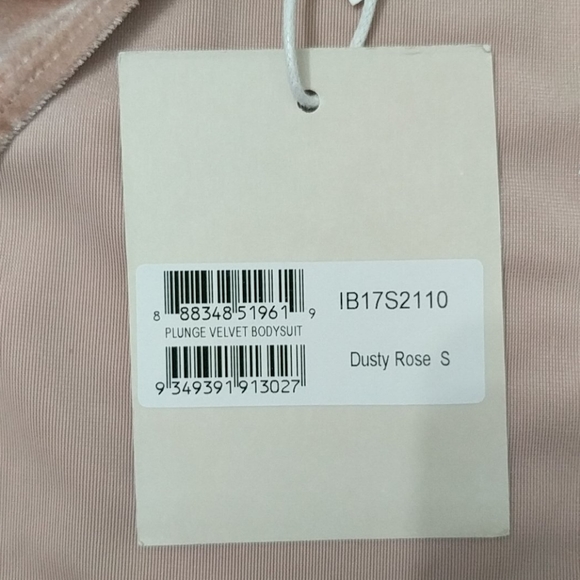 8 88348 51961 9
IB17S2110
PLUNGE VELVET BODYSUIT
Dusty Rose S
9 349391 913027